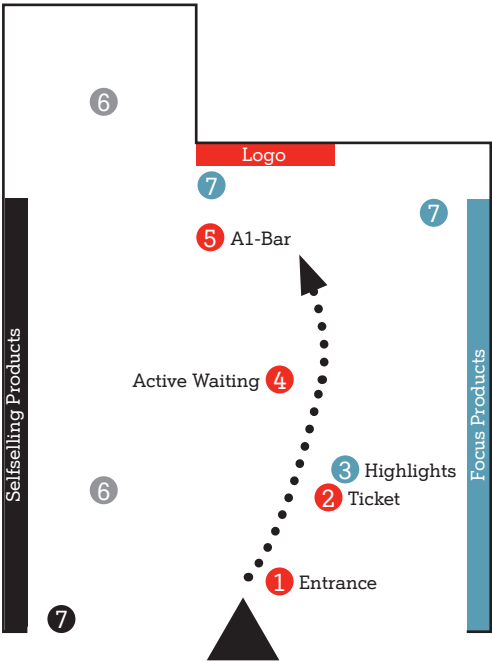 6
Logo
7
7
5 A1-Bar
Active Waiting 4
Selfselling Products
Focus Products
3 Highlights
6
2 Ticket
1 Entrance
7